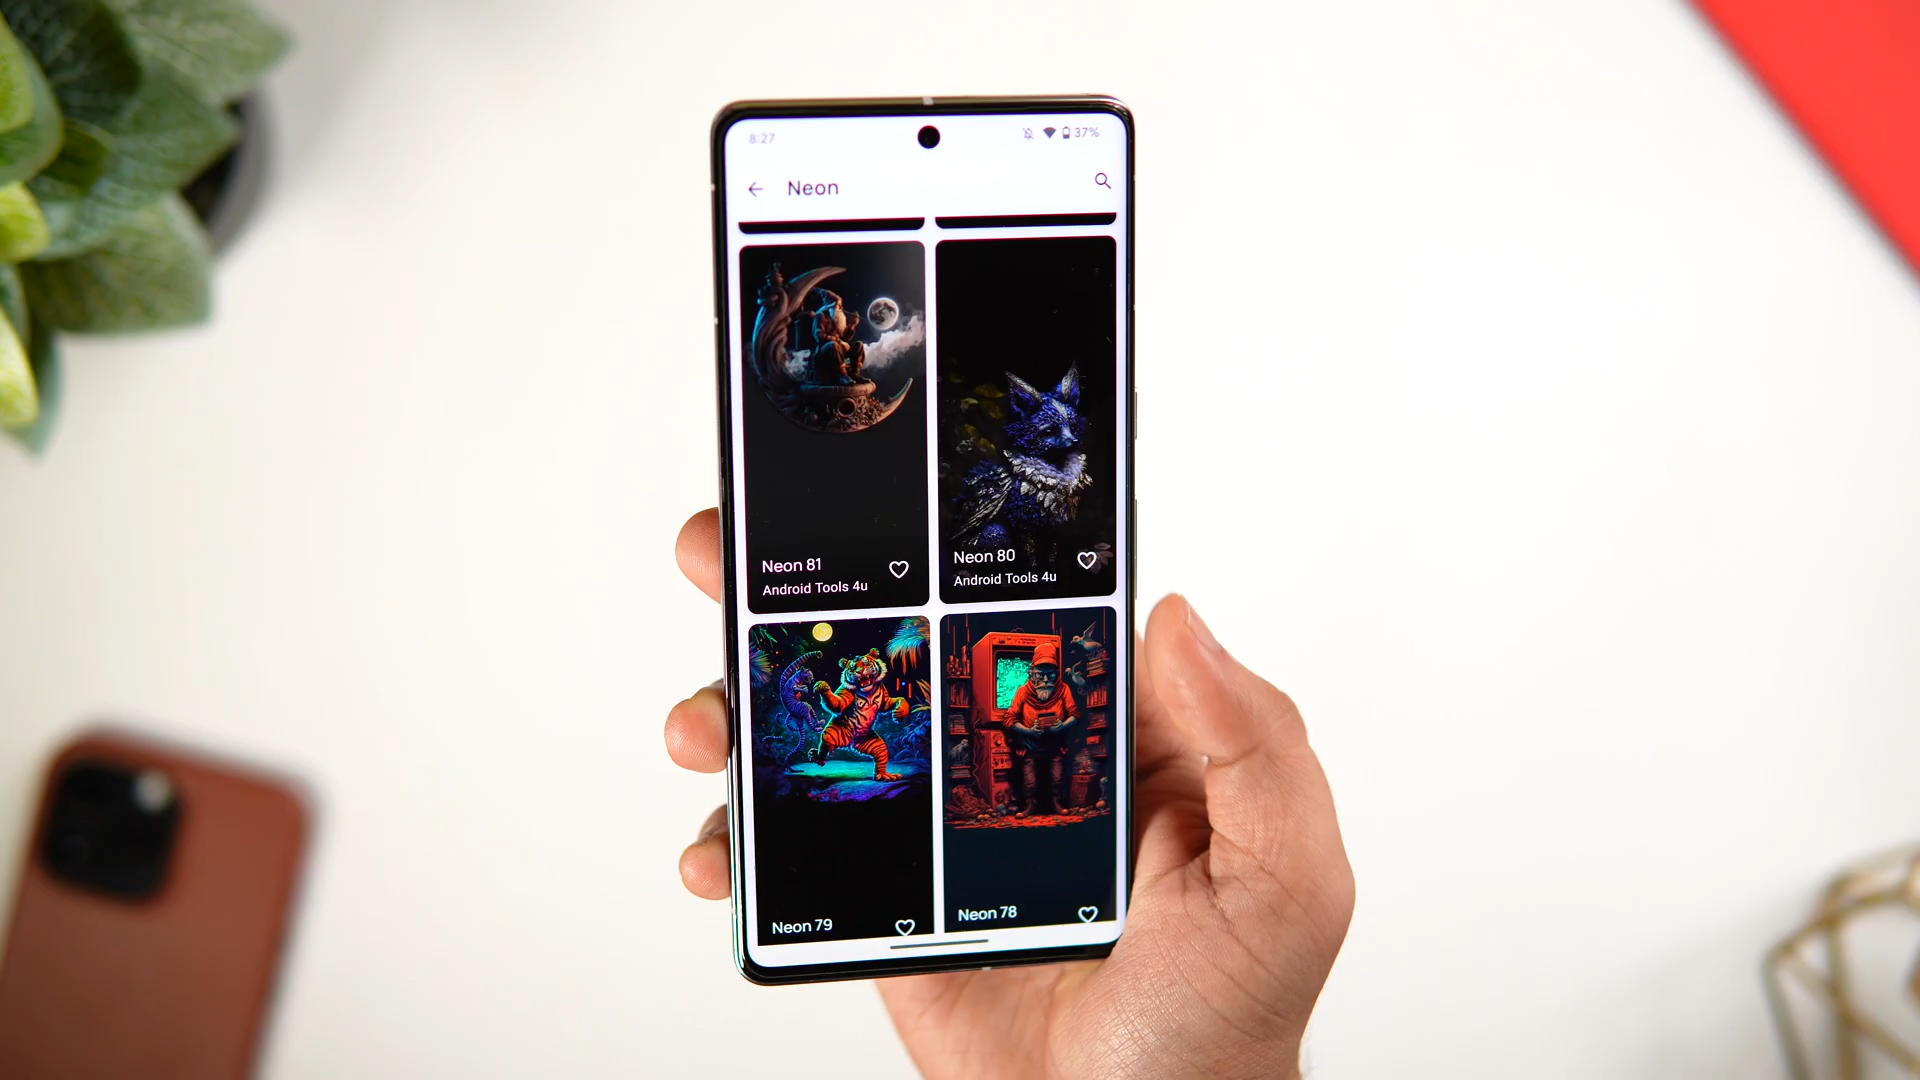 8:27
37%
Neon
Neon 81
Android Tools 4u
Neon 80
Android Tools 4u
Neon 79
Neon 78